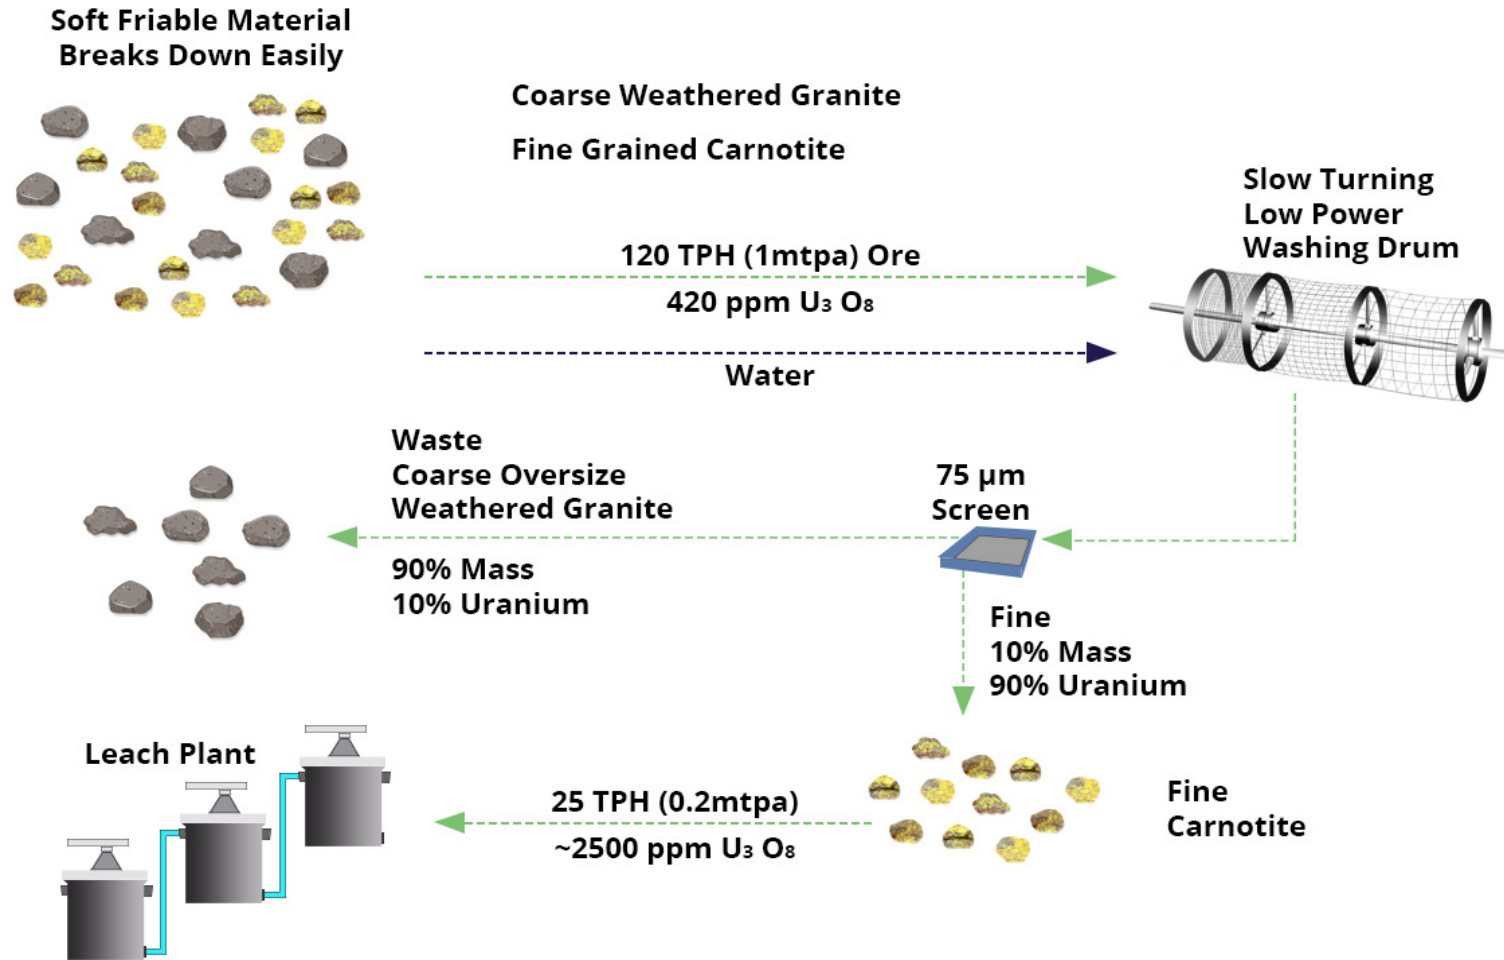 Soft Friable Material
Breaks Down Easily
Coarse Weathered Granite
Fine Grained Carnotite
Slow Turning
Low Power
Washing Drum
120 TPH (1mtpa) Ore
420 ppm U₃ O₈
Water
Waste
Coarse Oversize
Weathered Granite
90% Mass
10% Uranium
75 µm
Screen
Fine
10% Mass
90% Uranium
Leach Plant
25 TPH (0.2mtpa)
~2500 ppm U₃ O₈
Fine
Carnotite